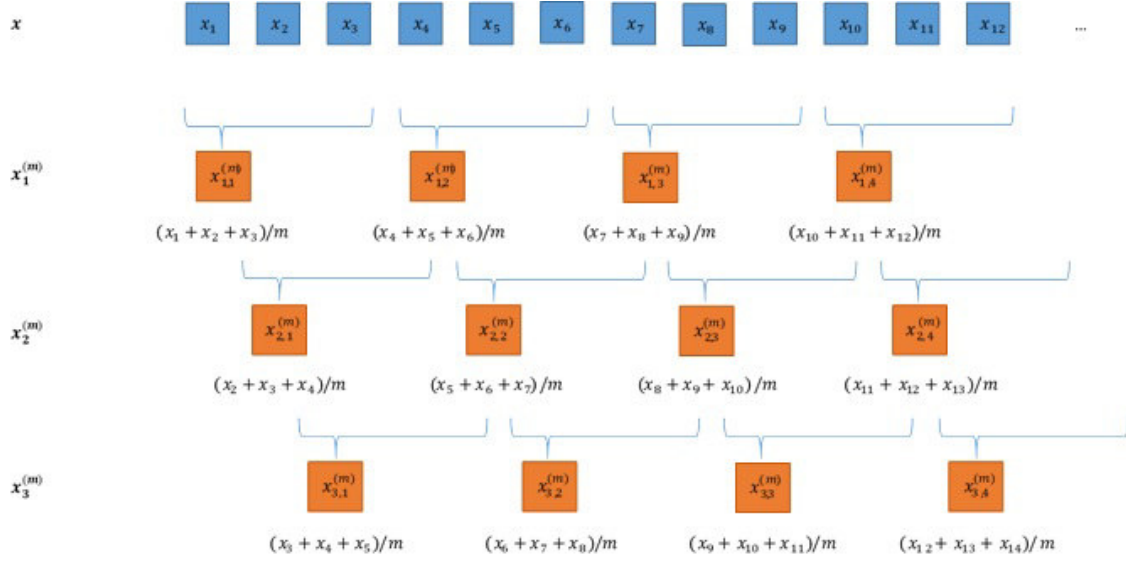 x x₁ x₂ x₃ x₄ x₅ x₆ x₇ x₈ x₉ x₁₀ x₁₁ x₁₂ ...
x₁⁽ᵐ⁾ x₁,₁⁽ᵐ⁾ x₁,₂⁽ᵐ⁾ x₁,₃⁽ᵐ⁾ x₁,₄⁽ᵐ⁾
(x₁ + x₂ + x₃)/m (x₄ + x₅ + x₆)/m (x₇ + x₈ + x₉)/m (x₁₀ + x₁₁ + x₁₂)/m
x₂⁽ᵐ⁾ x₂,₁⁽ᵐ⁾ x₂,₂⁽ᵐ⁾ x₂,₃⁽ᵐ⁾ x₂,₄⁽ᵐ⁾
(x₂ + x₃ + x₄)/m (x₅ + x₆ + x₇)/m (x₈ + x₉ + x₁₀)/m (x₁₁ + x₁₂ + x₁₃)/m
x₃⁽ᵐ⁾ x₃,₁⁽ᵐ⁾ x₃,₂⁽ᵐ⁾ x₃,₃⁽ᵐ⁾ x₃,₄⁽ᵐ⁾
(x₃ + x₄ + x₅)/m (x₆ + x₇ + x₈)/m (x₉ + x₁₀ + x₁₁)/m (x₁₂ + x₁₃ + x₁₄)/m